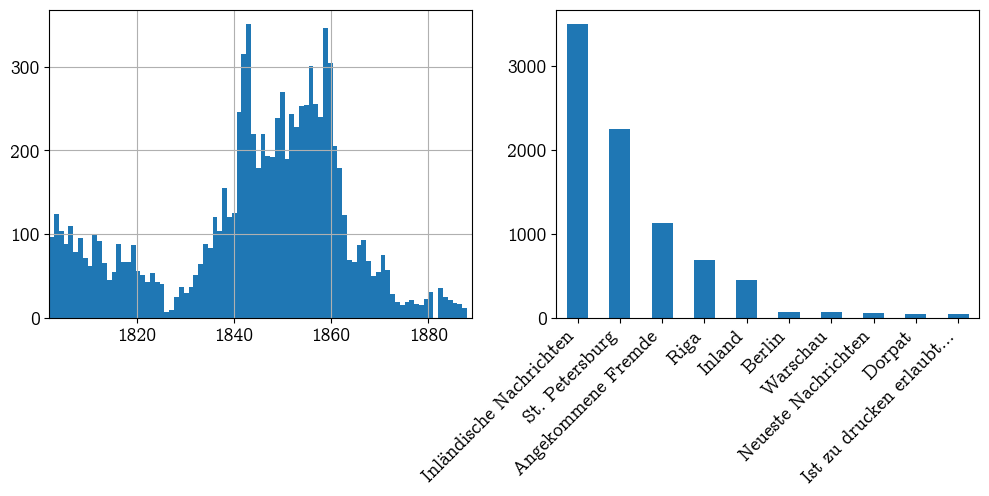 300
200
100
0
1820
1840
1860
1880
3000
2000
1000
0
Inländische Nachrichten
St. Petersburg
Angekommene Fremde
Riga
Inland
Berlin
Warschau
Neueste Nachrichten
Dorpat
Ist zu drucken erlaubt...